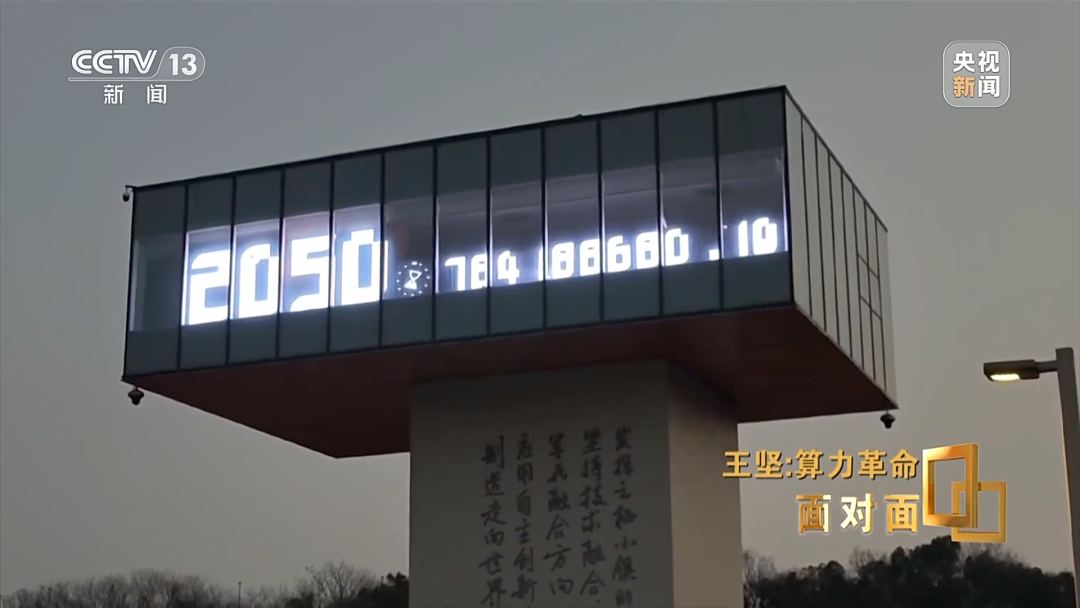 CCTV 13
新闻
央视
新闻
2050
.10
王坚:算力革命
面对面
坚持技术融合
军民融合方向
应用自主创新
制造走向世界